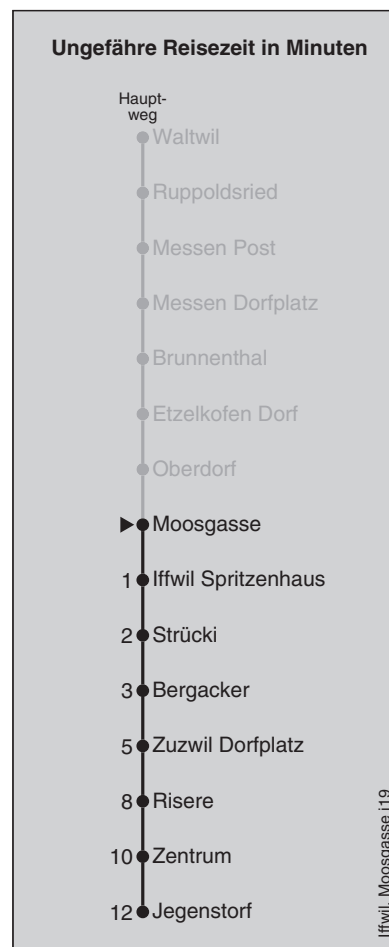 Ungefähre Reisezeit in Minuten
Haupt-
weg
Waltwil
Ruppoldsried
Messen Post
Messen Dorfplatz
Brunnenthal
Etzelkofen Dorf
Oberdorf
Moosgasse
1 Iffwil Spritzenhaus
2 Strücki
3 Bergacker
5 Zuzwil Dorfplatz
8 Risere
10 Zentrum
12 Jegenstorf
Iffwil, Moosgasse j19